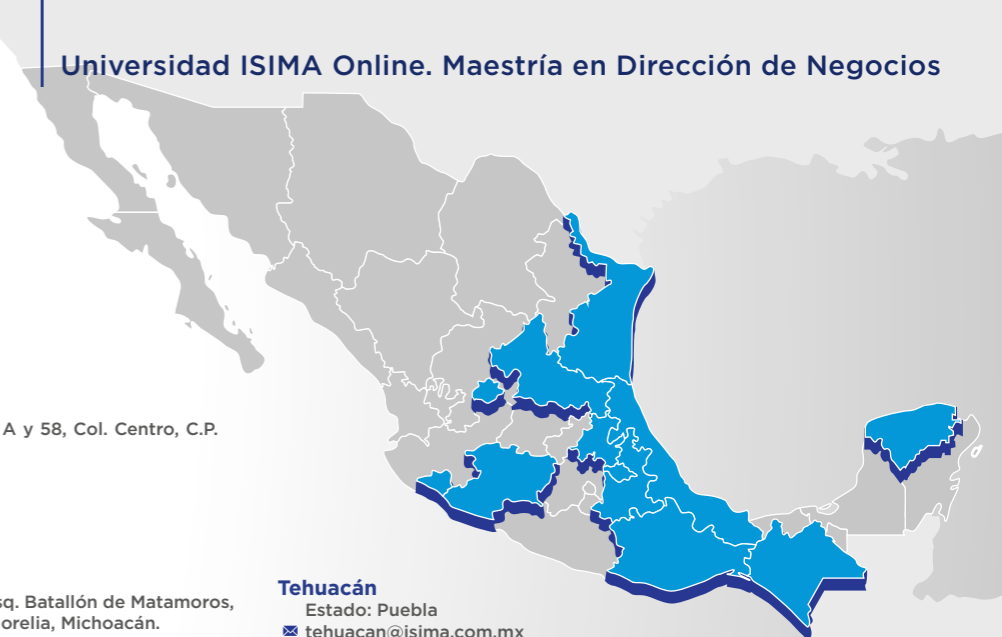 Universidad ISIMA Online. Maestría en Dirección de Negocios
A y 58, Col. Centro, C.P.
sq. Batallón de Matamoros,
orelia, Michoacán.
Tehuacán
Estado: Puebla
tehuacan@isima.com.mx